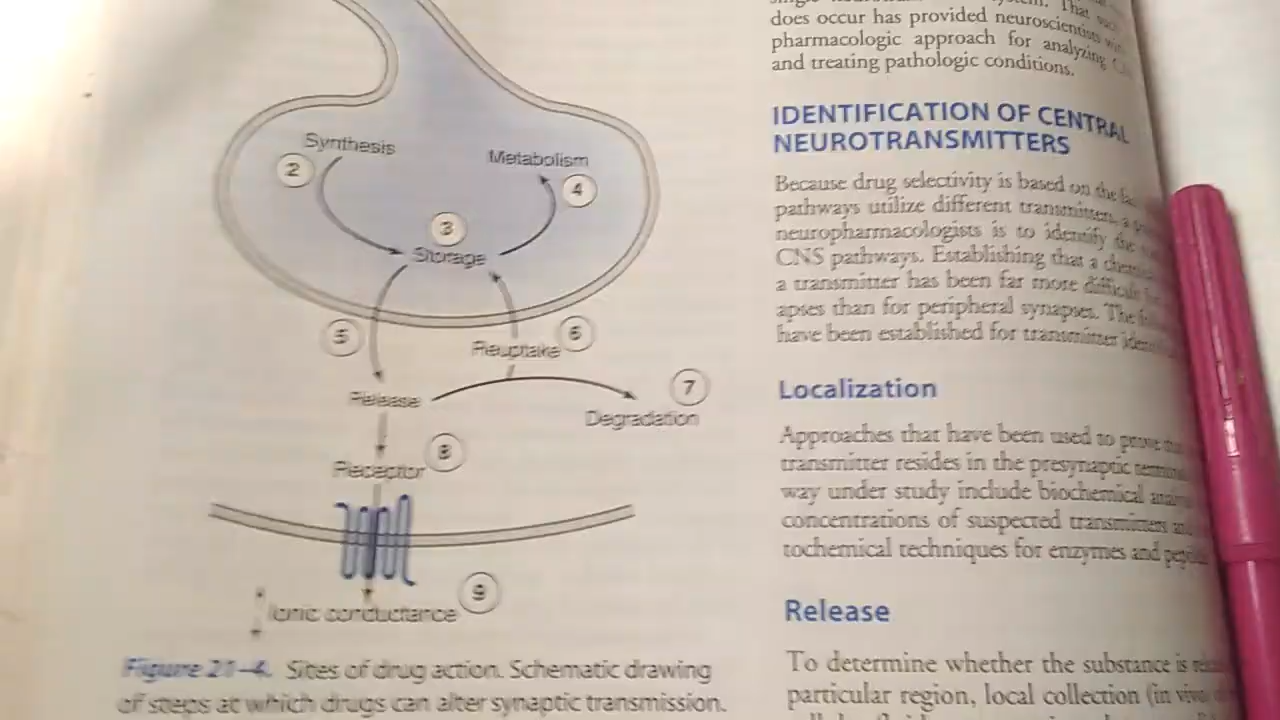 Synthesis
2
Metabolism
4
3
Storage
5
6
Reuptake
7
Release
Degradation
8
Receptor
9
Ionic conductance
Figure 21–4. Sites of drug action. Schematic drawing
of steps at which drugs can alter synaptic transmission.
That
does occur has provided neuroscientists
pharmacologic approach for analyzing
and treating pathologic conditions.
IDENTIFICATION OF CENTRAL
NEUROTRANSMITTERS
Because drug selectivity is based on the
pathways utilize different transmitters, a
neuropharmacologists is to identify the
CNS pathways. Establishing that a
a transmitter has been far more difficult
apses than for peripheral synapses. The
have been established for transmitter
Localization
Approaches that have been used to prove
transmitter resides in the presynaptic
way under study include biochemical
concentrations of suspected transmitters
tochemical techniques for enzymes and
Release
To determine whether the substance is
particular region, local collection (in vivo